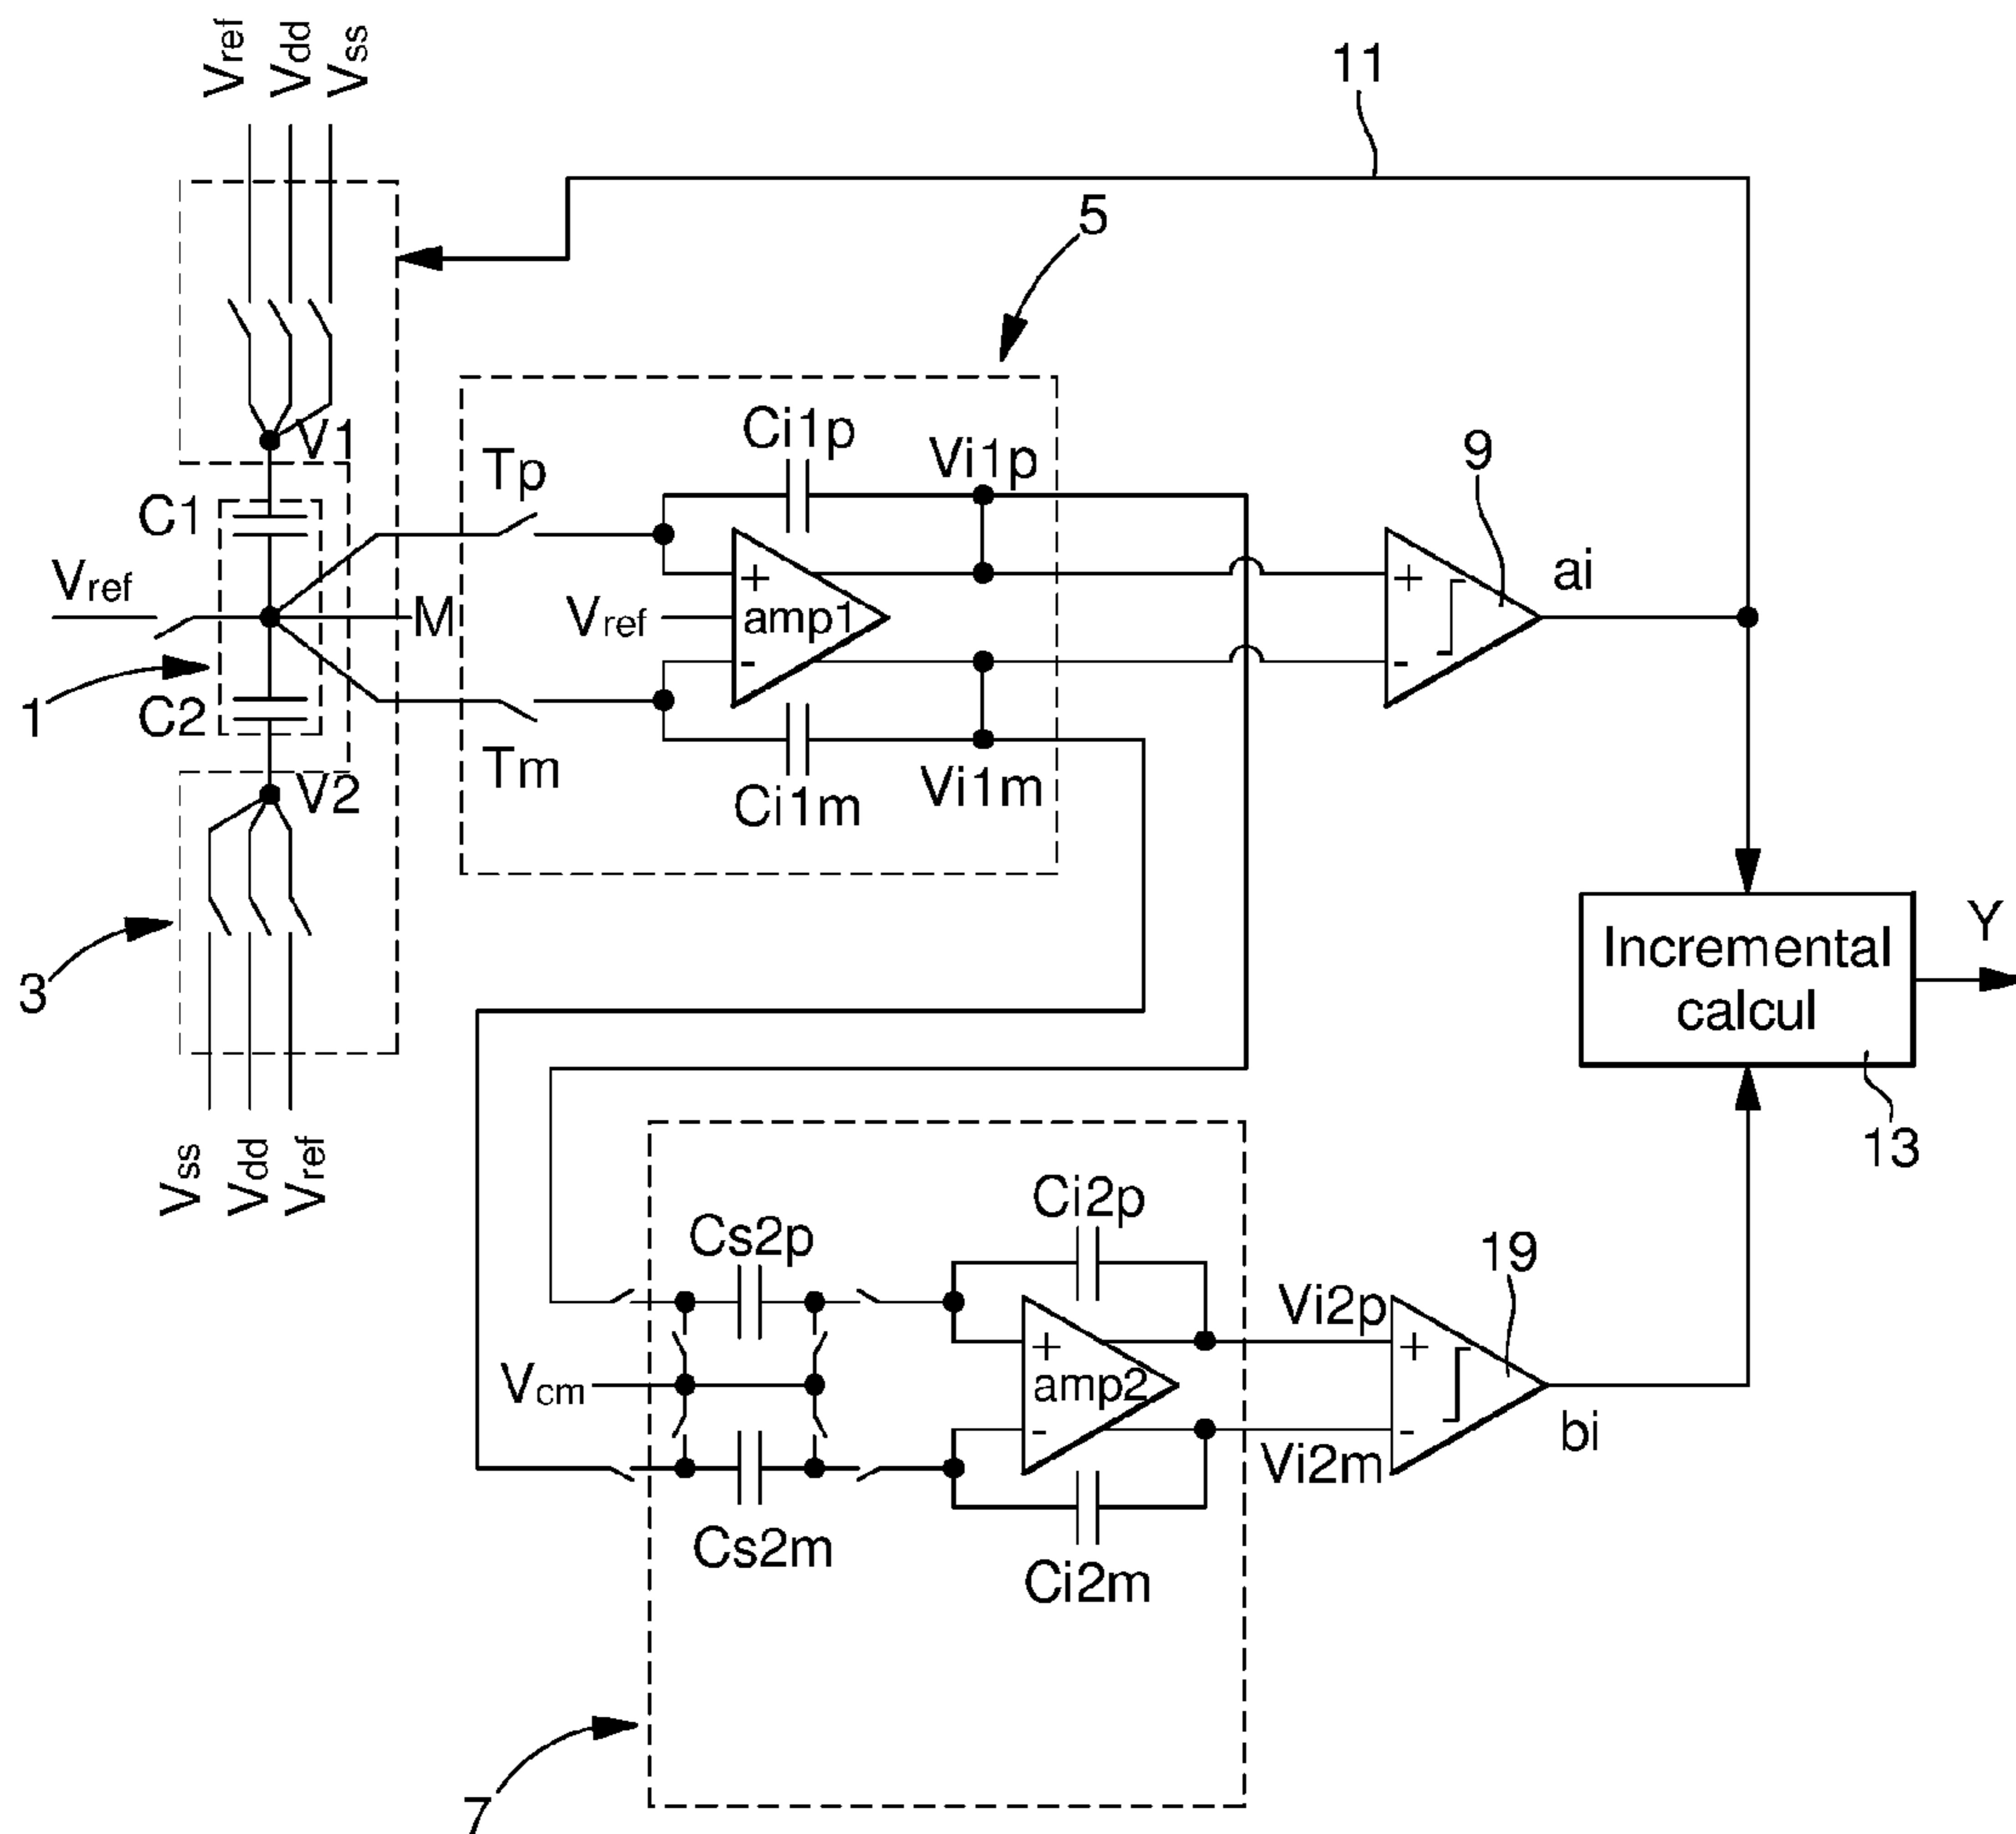 Vref Vdd Vss
11
5
V1
Ci1p
Vi1p
9
Tp
C1
+
+
ai
Vref
M
Vref
amp1
-
-
1
C2
Tm
V2
Vi1m
Ci1m
Incremental
calcul
Y
3
13
Vss Vdd Vref
Ci2p
Cs2p
19
Vi2p
+
+
Vcm
amp2
-
-
bi
Vi2m
Cs2m
Ci2m
7